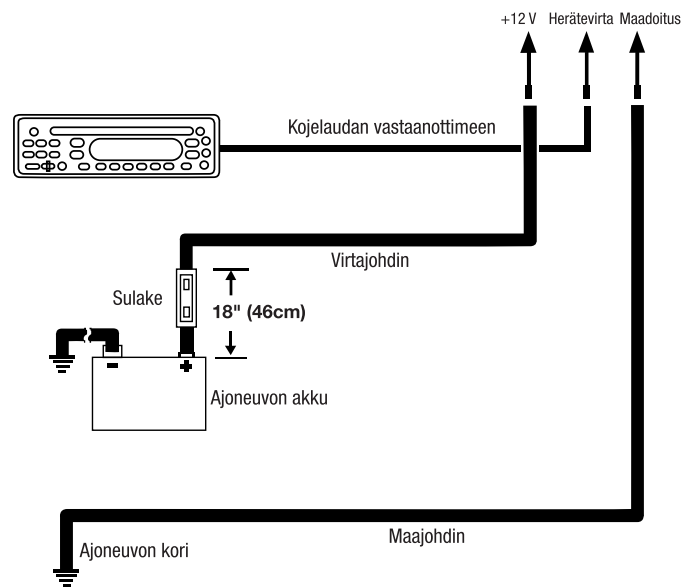 +12 V Herätevirta Maadoitus
Kojelaudan vastaanottimeen
Virtajohdin
Sulake
18" (46cm)
Ajoneuvon akku
Maajohdin
Ajoneuvon kori